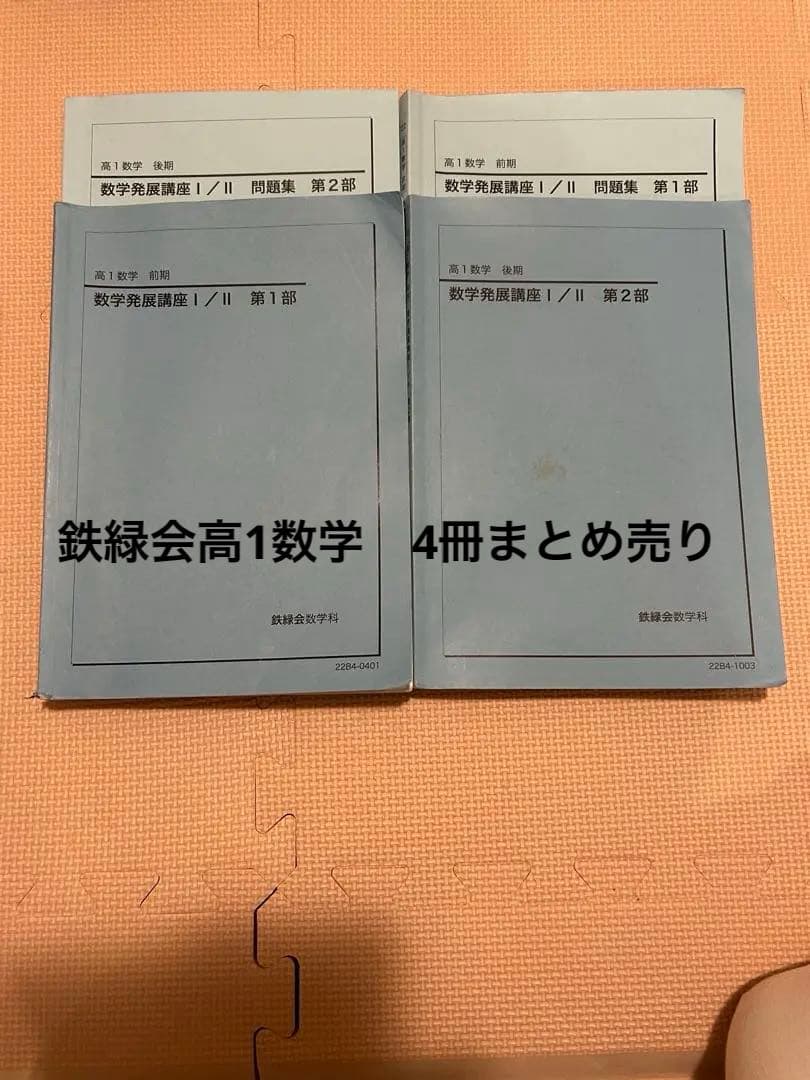 高1数学 後期
数学発展講座Ⅰ／Ⅱ 問題集 第2部
高1数学 前期
数学発展講座Ⅰ／Ⅱ 問題集 第1部
高1数学 前期
数学発展講座Ⅰ／Ⅱ 第1部
高1数学 後期
数学発展講座Ⅰ／Ⅱ 第2部
鉄緑会高1数学 4冊まとめ売り
鉄緑会数学科
22B4-0401
鉄緑会数学科
22B4-1003